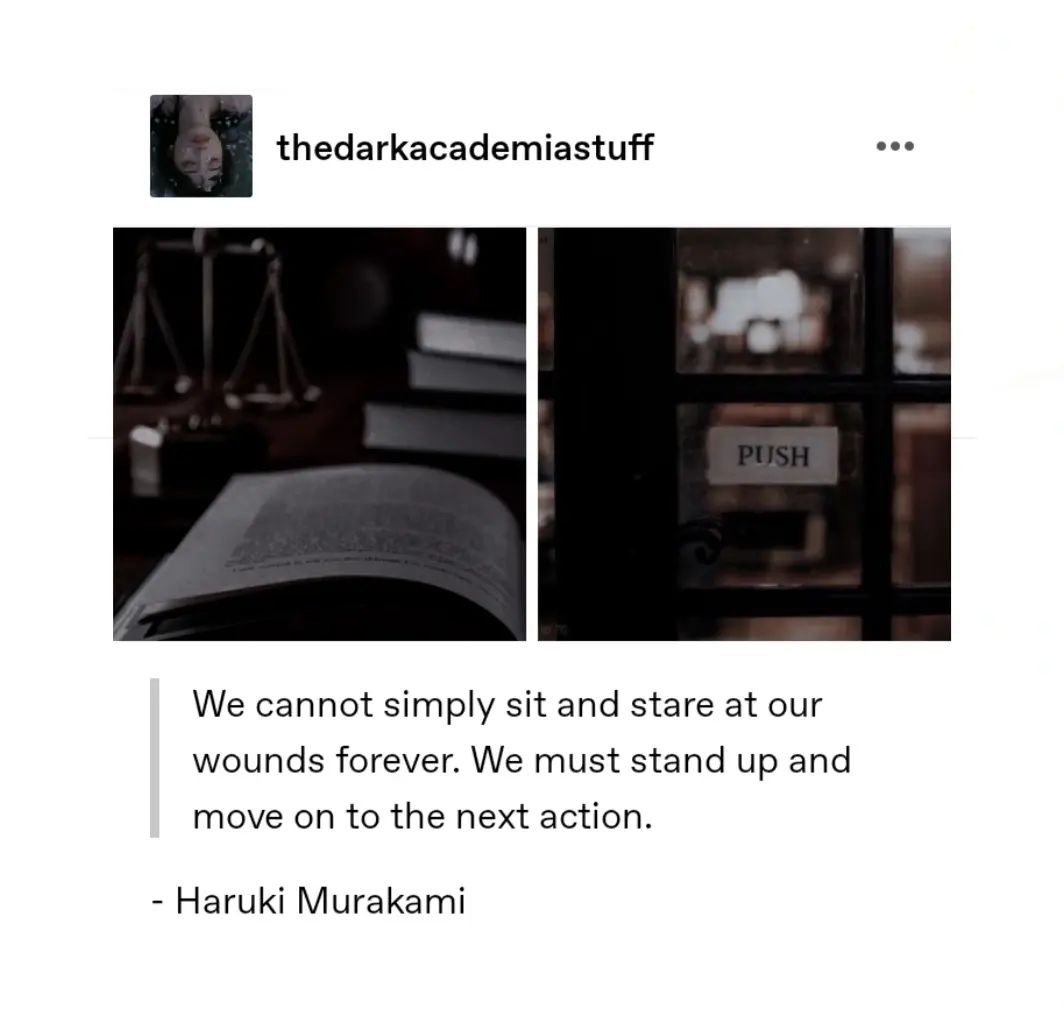 thedarkacademiastuff
PUSH
We cannot simply sit and stare at our
wounds forever. We must stand up and
move on to the next action.
- Haruki Murakami